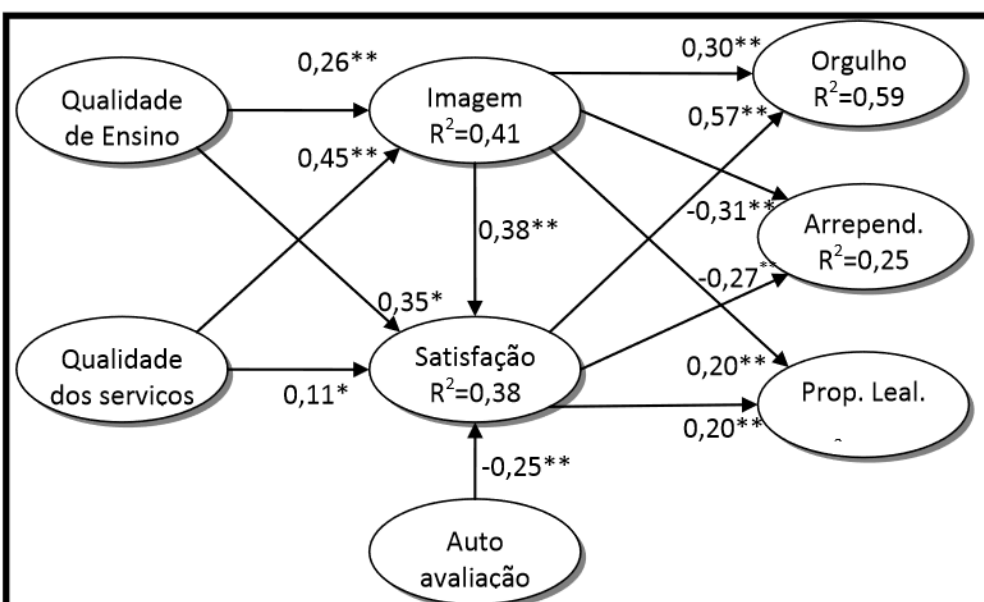 0,26**
0,30**
Orgulho
R²=0,59
Qualidade
de Ensino
Imagem
R²=0,41
0,57**
0,45**
-0,31**
Arrepend.
R²=0,25
0,38**
-0,27**
0,35*
Qualidade
dos serviços
Satisfação
R²=0,38
0,11*
0,20**
Prop. Leal.
0,20**
-0,25**
Auto
avaliação